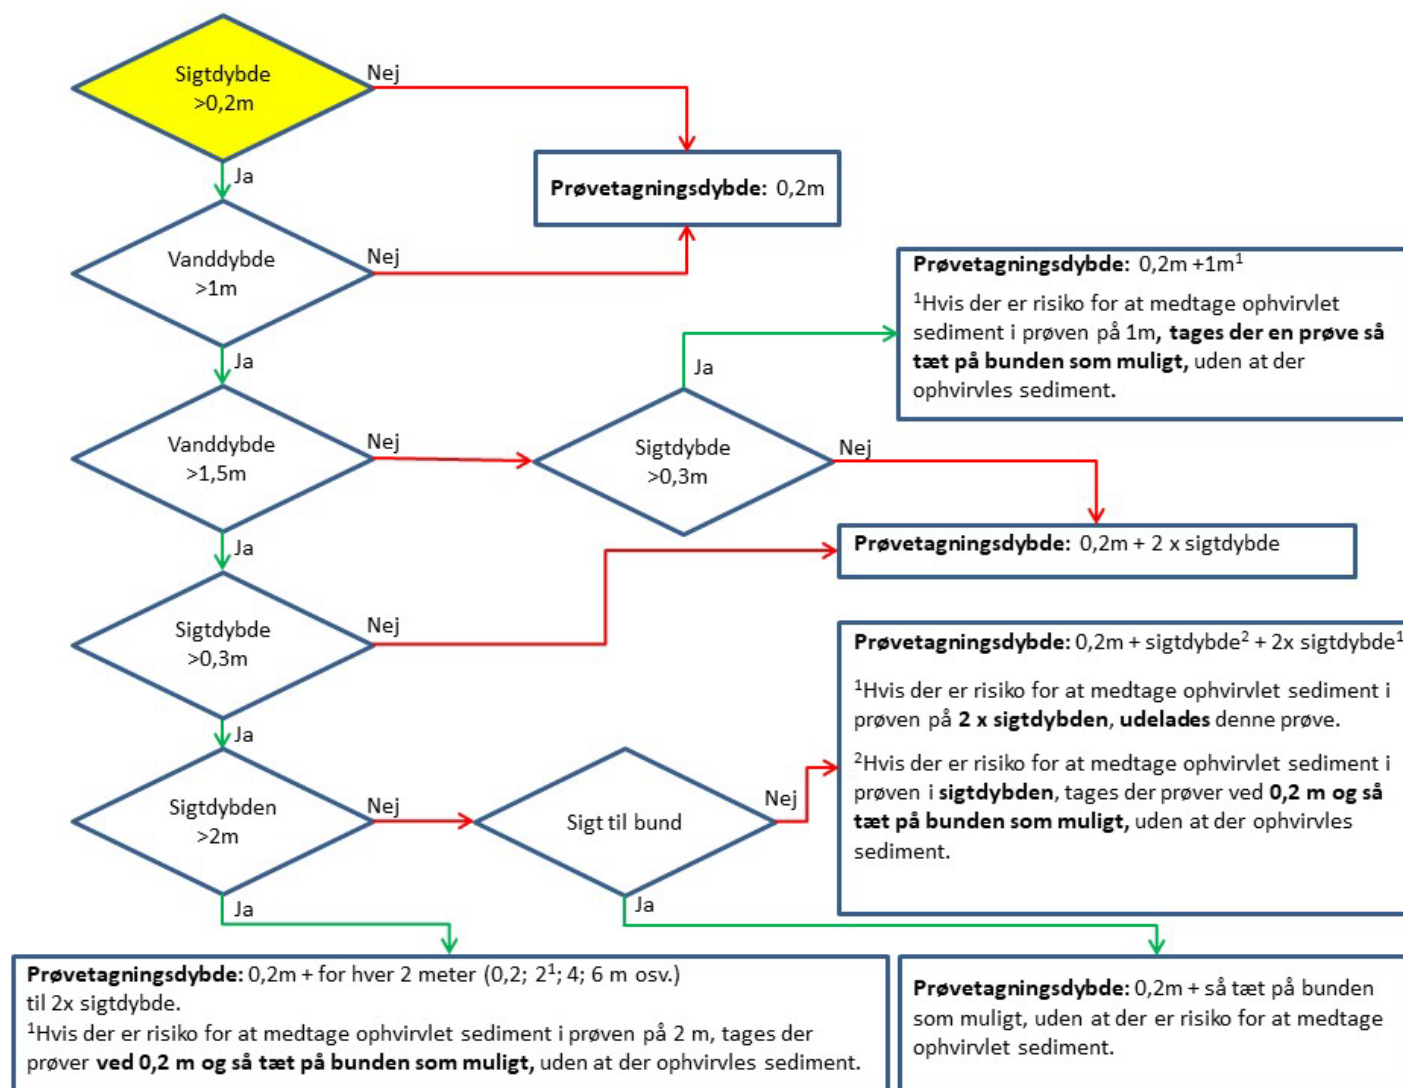 Sigtdybde
>0,2m
Nej
Ja
Prøvetagningsdybde: 0,2m
Vanddybde
>1m
Nej
Ja
Prøvetagningsdybde: 0,2m +1m¹
¹Hvis der er risiko for at medtage ophvirvlet
sediment i prøven på 1m, tages der en prøve så
tæt på bunden som muligt, uden at der
ophvirvles sediment.
Vanddybde
>1,5m
Nej
Ja
Sigtdybde
>0,3m
Ja
Nej
Prøvetagningsdybde: 0,2m + 2 x sigtdybde
Sigtdybde
>0,3m
Nej
Ja
Prøvetagningsdybde: 0,2m + sigtdybde² + 2x sigtdybde¹
¹Hvis der er risiko for at medtage ophvirvlet sediment i
prøven på 2 x sigtdybden, udelades denne prøve.
²Hvis der er risiko for at medtage ophvirvlet sediment i
prøven i sigtdybden, tages der prøver ved 0,2 m og så
tæt på bunden som muligt, uden at der ophvirvles
sediment.
Sigtdybden
>2m
Nej
Ja
Sigt til bund
Nej
Ja
Prøvetagningsdybde: 0,2m + for hver 2 meter (0,2; 2¹; 4; 6 m osv.)
til 2x sigtdybde.
¹Hvis der er risiko for at medtage ophvirvlet sediment i prøven på 2 m, tages der
prøver ved 0,2 m og så tæt på bunden som muligt, uden at der ophvirvles sediment.
Prøvetagningsdybde: 0,2m + så tæt på bunden
som muligt, uden at der er risiko for at medtage
ophvirvlet sediment.